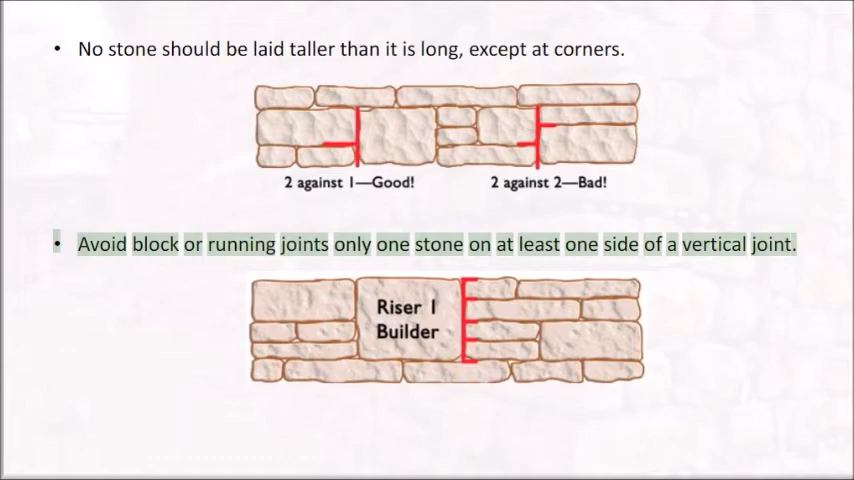 • No stone should be laid taller than it is long, except at corners.
2 against 1—Good! 2 against 2—Bad!
• Avoid block or running joints only one stone on at least one side of a vertical joint.
Riser 1
Builder